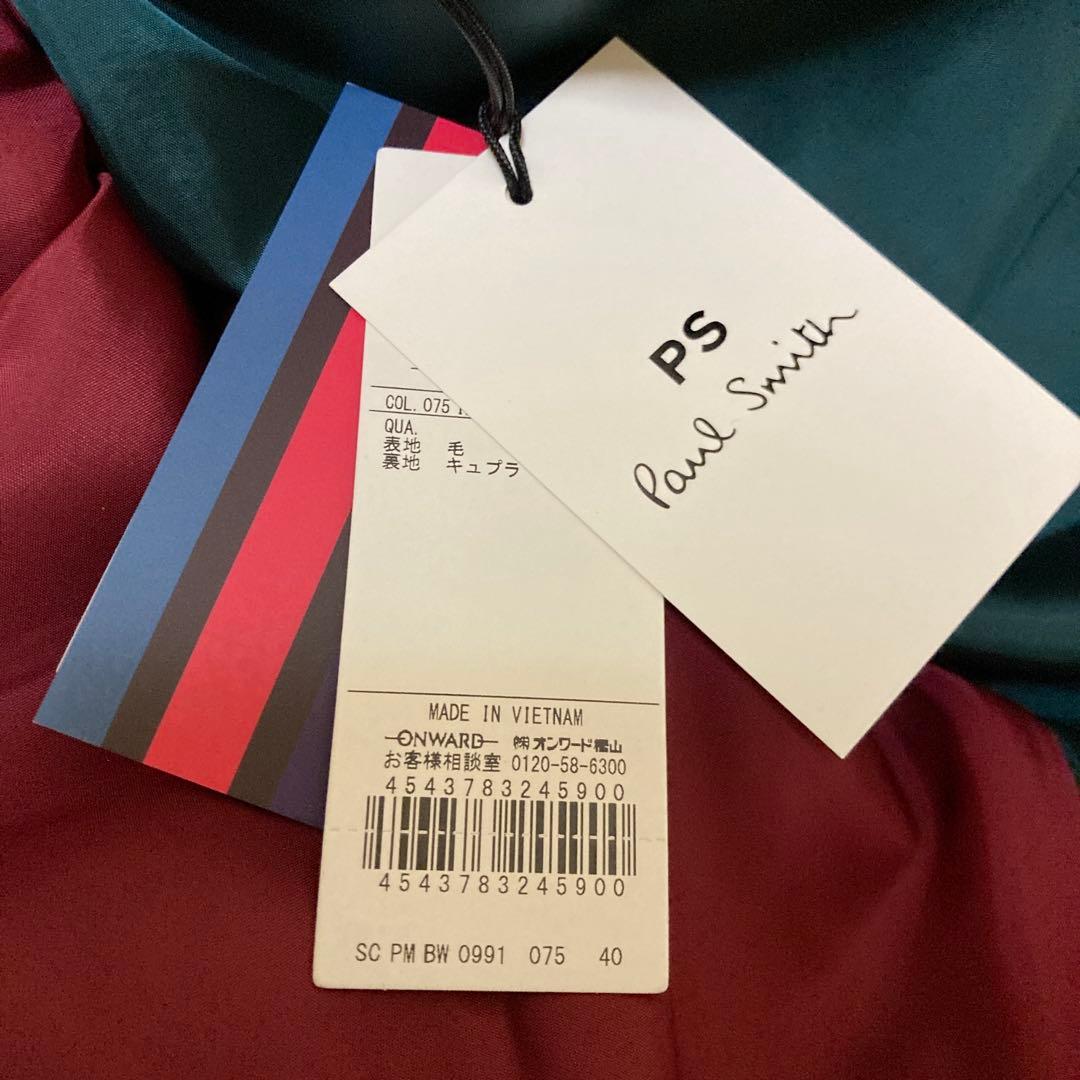 PS
Paul Smith
COL. 075
QUA.
表地 毛
裏地 キュプラ
MADE IN VIETNAM
ONWARD ㈱オンワード樫山
お客様相談室 0120-58-6300
4543783245900
4543783245900
SC PM BW 0991 075 40